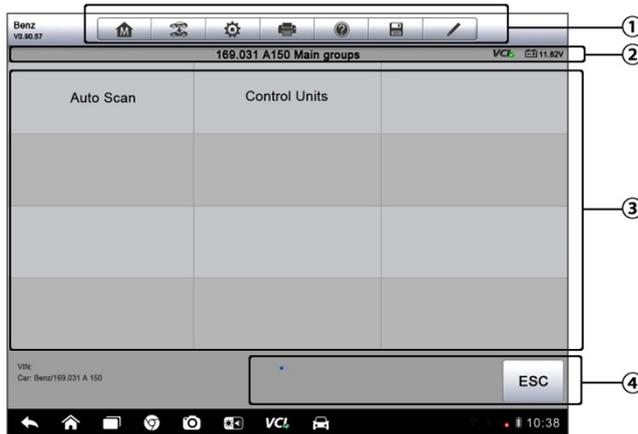 Benz
V0.90.57
M
①
169.031 A150 Main groups
VCI
11.82V
②
Auto Scan
Control Units
③
VIN:
Car: Benz/169.031 A 150
ESC
④
VCI
10:38